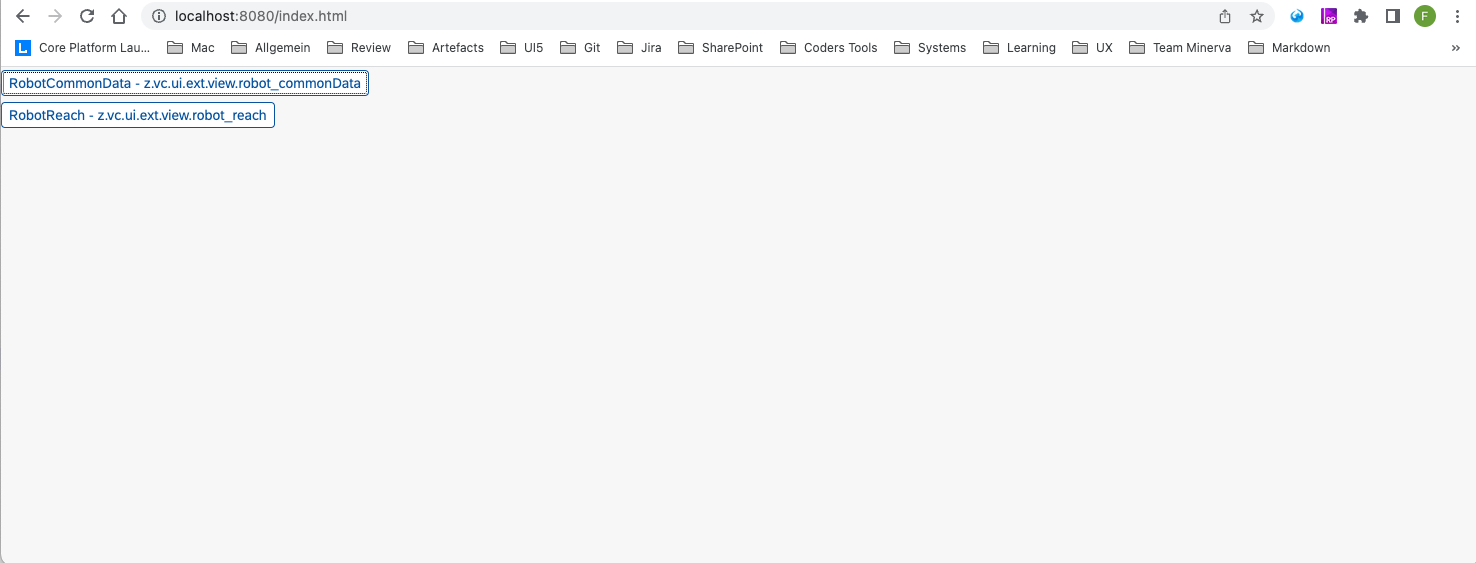 localhost:8080/index.html
RP
F
L Core Platform Lau... Mac Allgemein Review Artefacts UI5 Git Jira SharePoint Coders Tools Systems Learning UX Team Minerva Markdown »
RobotCommonData - z.vc.ui.ext.view.robot_commonData
RobotReach - z.vc.ui.ext.view.robot_reach